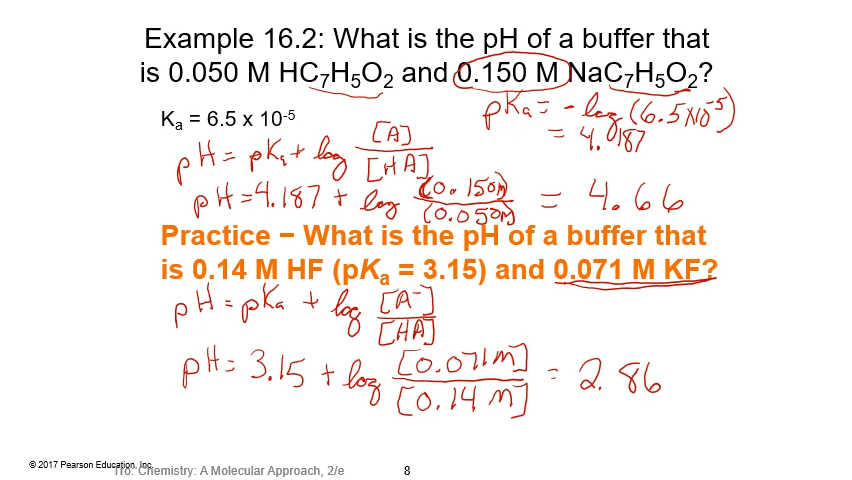 Example 16.2: What is the pH of a buffer that
is 0.050 M HC₇H₅O₂ and 0.150 M NaC₇H₅O₂?
Kₐ = 6.5 x 10⁻⁵
pKₐ = - log (6.5 x 10⁻⁵)
= 4.187
pH = pKₐ + log [A] / [HA]
pH = 4.187 + log (0.150M) / (0.050M) = 4.66
Practice − What is the pH of a buffer that
is 0.14 M HF (pKₐ = 3.15) and 0.071 M KF?
pH = pKₐ + log [A⁻] / [HA]
pH = 3.15 + log [0.071M] / [0.14 M] = 2.86
© 2017 Pearson Education, Inc.
Tro: Chemistry: A Molecular Approach, 2/e
8